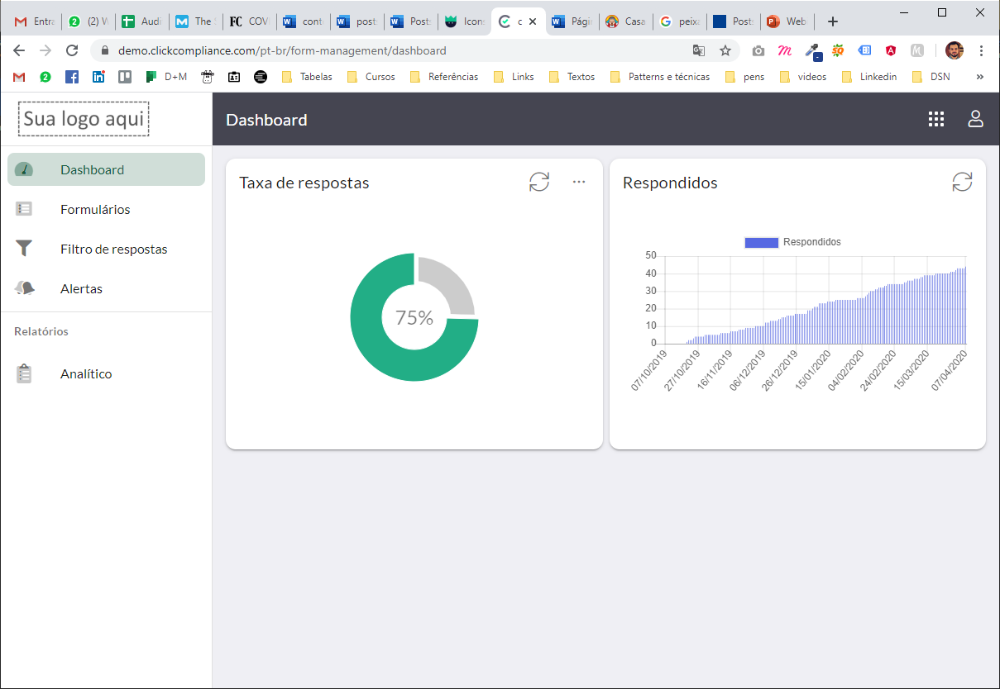 Entra
(2) W
Audi
The
FC COV
cont
post
Post
Icon
c
Pági
Casa
peixa
Post
Web
demo.clickcompliance.com/pt-br/form-management/dashboard
D+M
Tabelas
Cursos
Referências
Links
Textos
Patterns e técnicas
pens
videos
Linkedin
DSN
Sua logo aqui
Dashboard
Dashboard
Formulários
Filtro de respostas
Alertas
Relatórios
Analítico
Taxa de respostas
75%
Respondidos
Respondidos
50
40
30
20
10
0
07/10/2019
27/10/2019
16/11/2019
06/12/2019
26/12/2019
15/01/2020
04/02/2020
24/02/2020
15/03/2020
07/04/2020